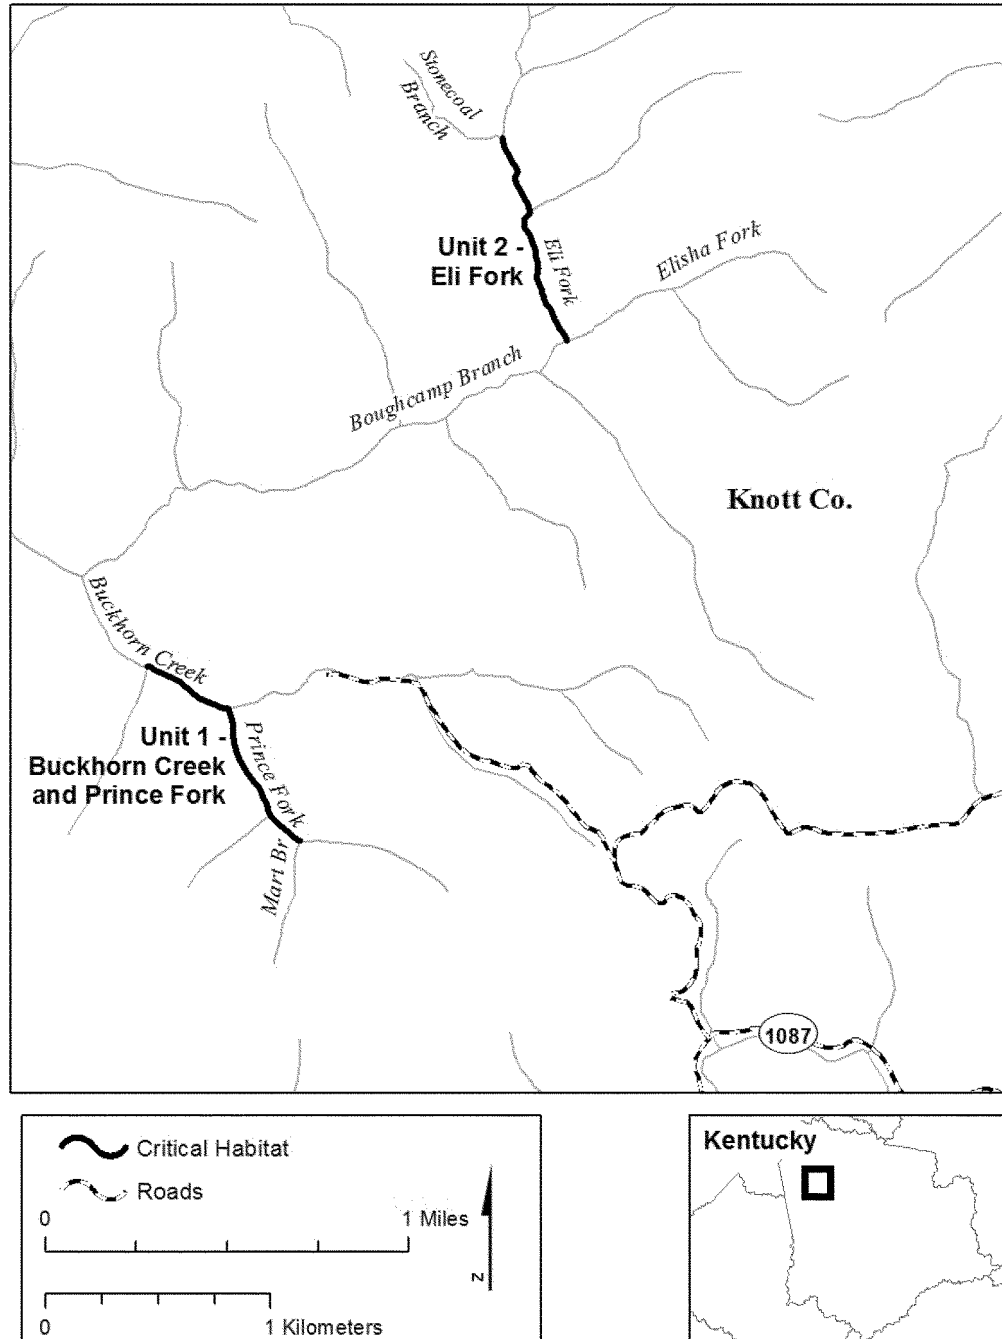 Stonecoal
Branch
Unit 2 -
Eli Fork
Eli Fork
Elisha Fork
Boughcamp Branch
Knott Co.
Buckhorn Creek
Unit 1 -
Buckhorn Creek
and Prince Fork
Prince Fork
Mart Br
1087
Critical Habitat
Roads
0 1 Miles
N
0 1 Kilometers
Kentucky